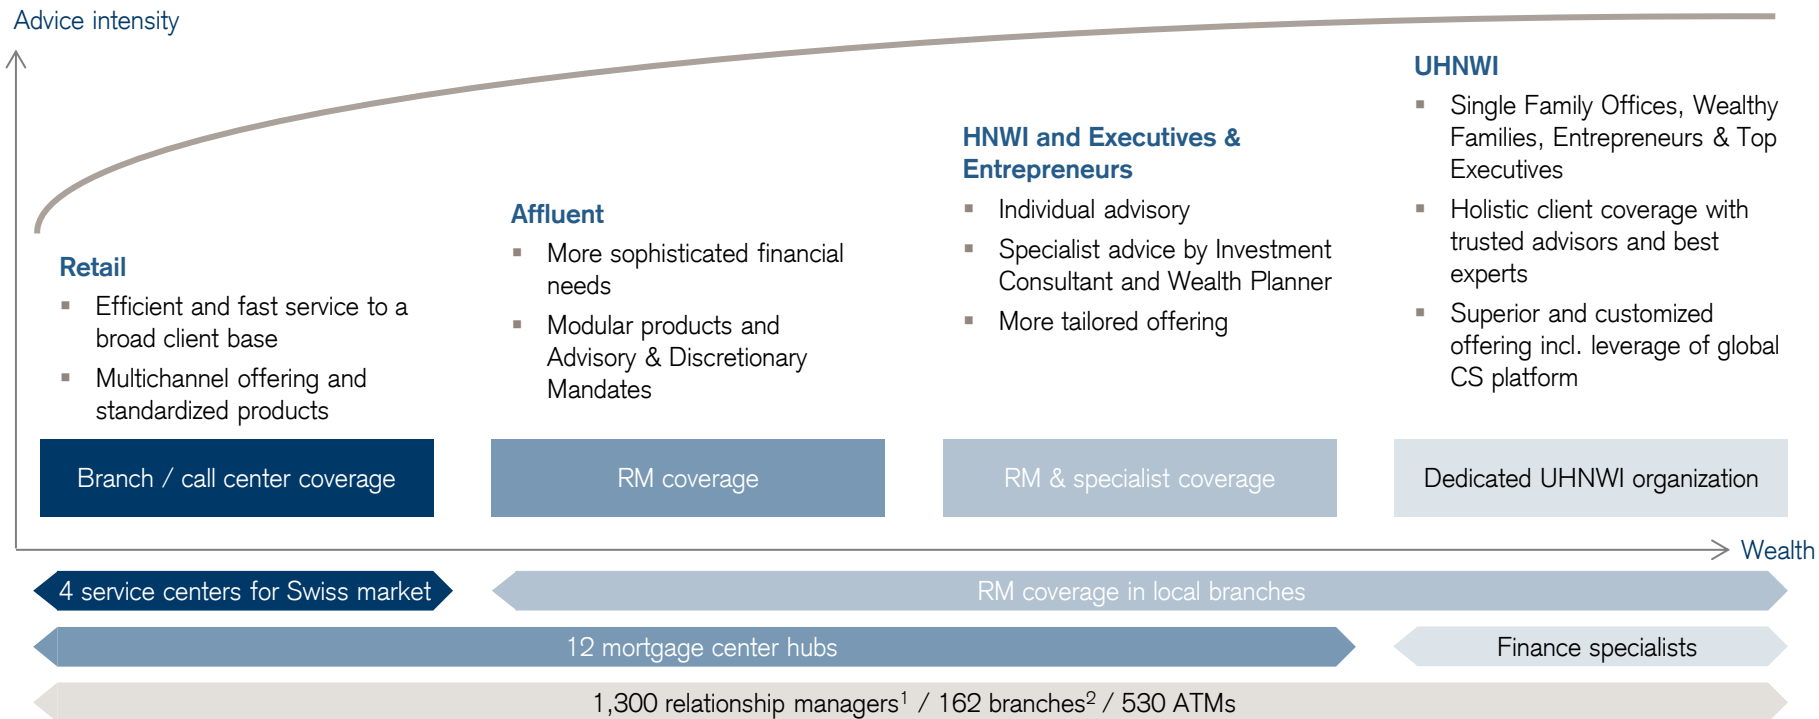 Advice intensity
Retail
▪ Efficient and fast service to a
broad client base
▪ Multichannel offering and
standardized products
Branch / call center coverage
Affluent
▪ More sophisticated financial
needs
▪ Modular products and
Advisory & Discretionary
Mandates
RM coverage
HNWI and Executives &
Entrepreneurs
▪ Individual advisory
▪ Specialist advice by Investment
Consultant and Wealth Planner
▪ More tailored offering
RM & specialist coverage
UHNWI
▪ Single Family Offices, Wealthy
Families, Entrepreneurs & Top
Executives
▪ Holistic client coverage with
trusted advisors and best
experts
▪ Superior and customized
offering incl. leverage of global
CS platform
Dedicated UHNWI organization
Wealth
4 service centers for Swiss market
RM coverage in local branches
12 mortgage center hubs
Finance specialists
1,300 relationship managers¹ / 162 branches² / 530 ATMs